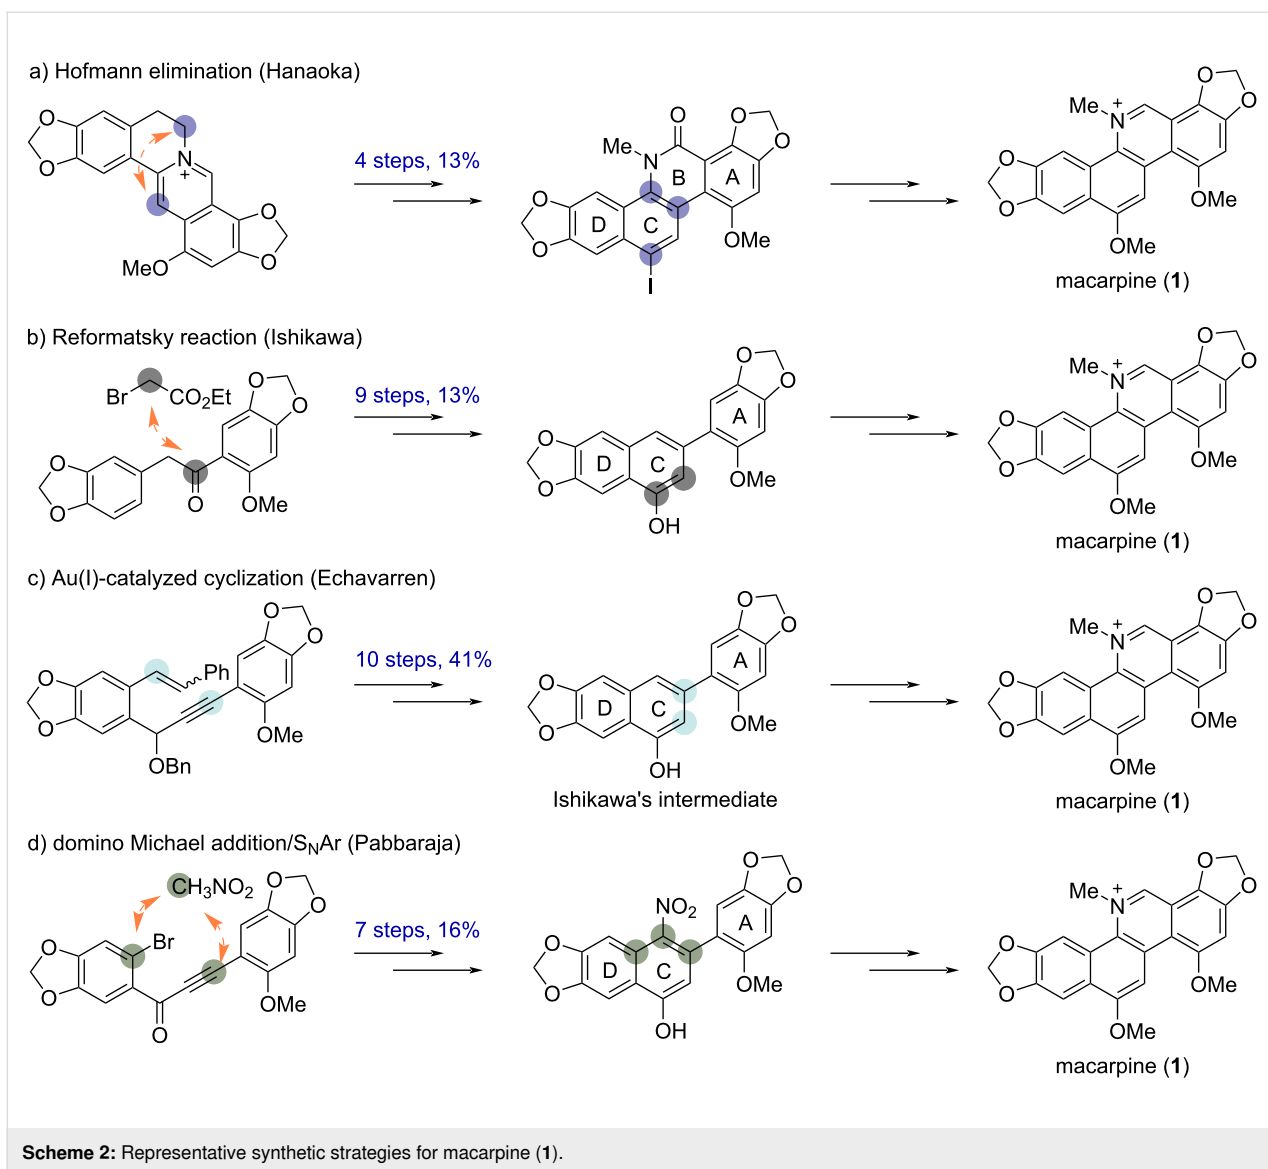 a) Hofmann elimination (Hanaoka)
O
O
N
+
MeO
O
O
4 steps, 13%
O
Me
N
B
A
O
O
D
C
O
O
OMe
I
Me
N
+
O
O
O
O
OMe
OMe
macarpine (1)
b) Reformatsky reaction (Ishikawa)
Br
CO2Et
O
O
O
O
O
OMe
9 steps, 13%
O
O
A
D
C
O
O
OMe
OH
Me
N
+
O
O
O
O
OMe
OMe
macarpine (1)
c) Au(I)-catalyzed cyclization (Echavarren)
O
O
Ph
O
O
OMe
OBn
10 steps, 41%
O
O
A
D
C
O
O
OMe
OH
Ishikawa's intermediate
Me
N
+
O
O
O
O
OMe
OMe
macarpine (1)
d) domino Michael addition/SNAr (Pabbaraja)
CH3NO2
Br
O
O
O
O
O
OMe
7 steps, 16%
NO2
O
O
A
D
C
O
O
OMe
OH
Me
N
+
O
O
O
O
OMe
OMe
macarpine (1)
Scheme 2: Representative synthetic strategies for macarpine (1).